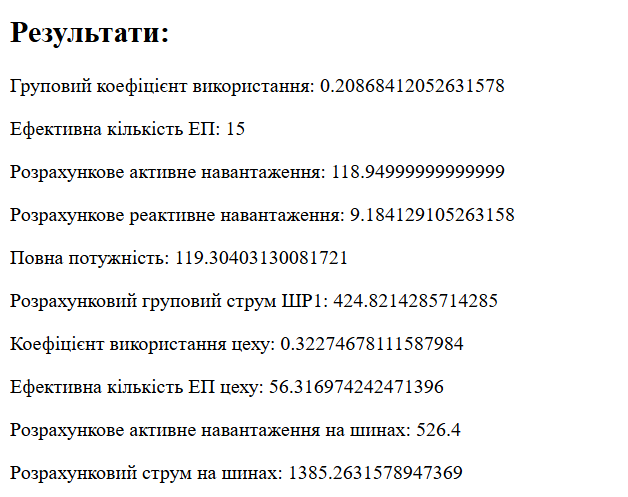 Результати:
Груповий коефіцієнт використання: 0.20868412052631578
Ефективна кількість ЕП: 15
Розрахункове активне навантаження: 118.94999999999999
Розрахункове реактивне навантаження: 9.184129105263158
Повна потужність: 119.30403130081721
Розрахунковий груповий струм ШР1: 424.8214285714285
Коефіцієнт використання цеху: 0.32274678111587984
Ефективна кількість ЕП цеху: 56.316974242471396
Розрахункове активне навантаження на шинах: 526.4
Розрахунковий струм на шинах: 1385.2631578947369